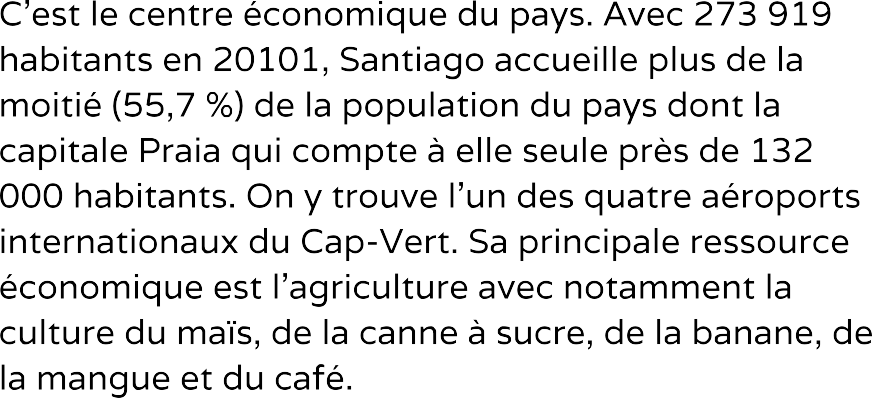 C’est le centre économique du pays. Avec 273 919
habitants en 20101, Santiago accueille plus de la
moitié (55,7 %) de la population du pays dont la
capitale Praia qui compte à elle seule près de 132
000 habitants. On y trouve l’un des quatre aéroports
internationaux du Cap-Vert. Sa principale ressource
économique est l’agriculture avec notamment la
culture du maïs, de la canne à sucre, de la banane, de
la mangue et du café.